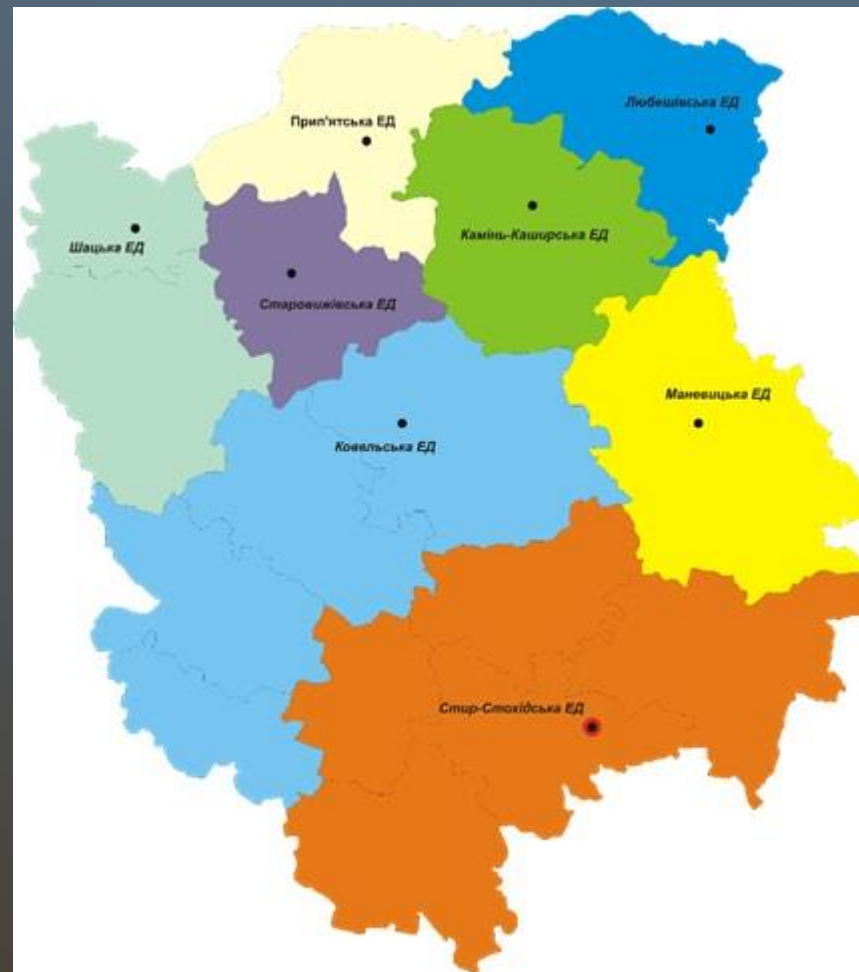 Любешівська ЕД
Прип'ятська ЕД
Камінь-Каширська ЕД
Шацька ЕД
Старовижівська ЕД
Маневицька ЕД
Ковельська ЕД
Стир-Стохідська ЕД